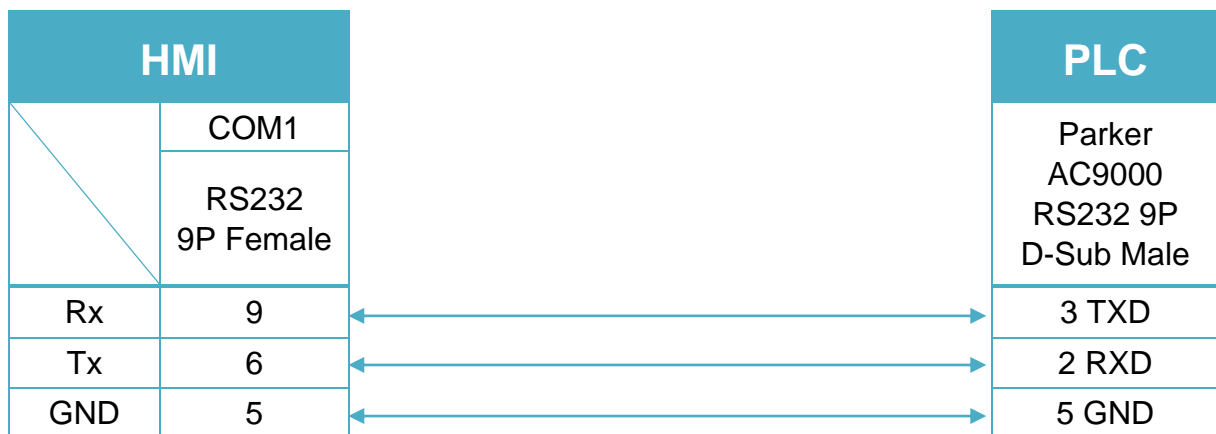 HMI
PLC
COM1
RS232
9P Female
Parker
AC9000
RS232 9P
D-Sub Male
Rx 9 3 TXD
Tx 6 2 RXD
GND 5 5 GND